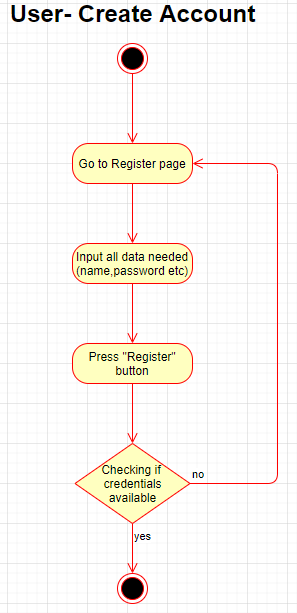 User- Create Account
Go to Register page
Input all data needed
(name,password etc)
Press "Register"
button
Checking if
credentials
available
no
yes